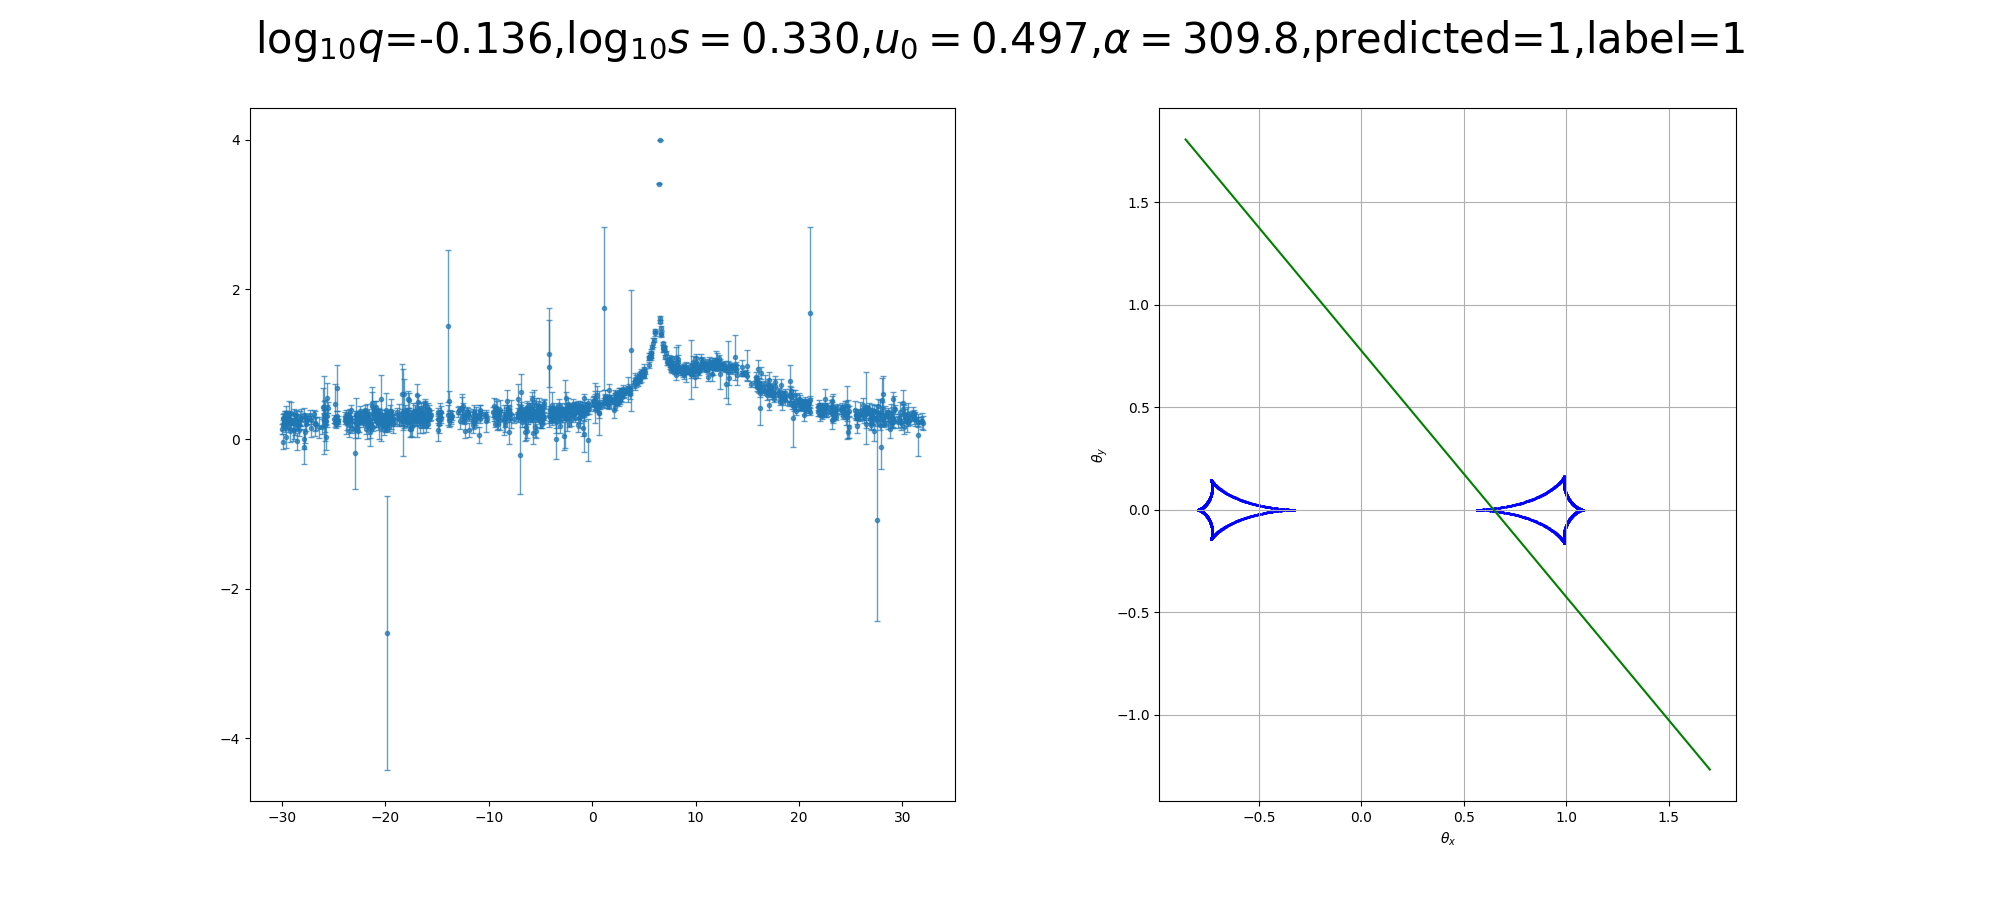 log₁₀q=-0.136,log₁₀s = 0.330,u₀ = 0.497,α = 309.8,predicted=1,label=1
4
2
0
−2
−4
−30 −20 −10 0 10 20 30
1.5
1.0
0.5
0.0
−0.5
−1.0
θy
−0.5 0.0 0.5 1.0 1.5
θx